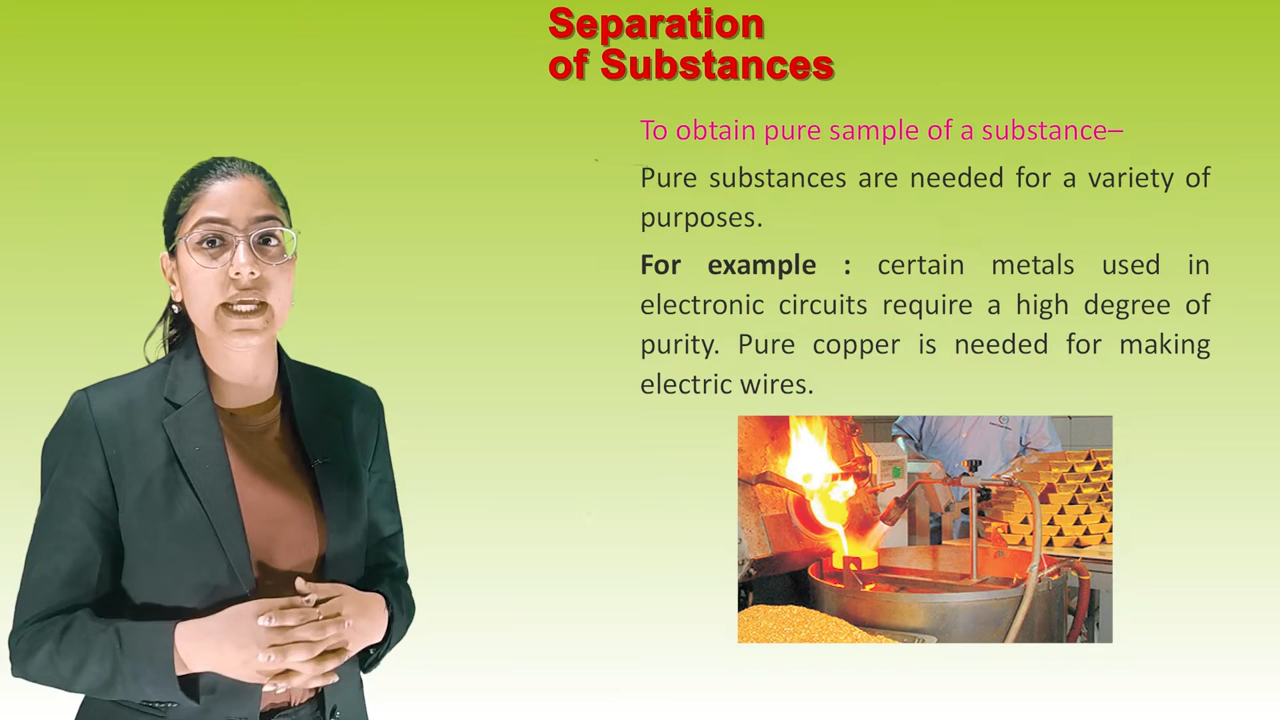 Separation
of Substances
To obtain pure sample of a substance–
Pure substances are needed for a variety of
purposes.
For example : certain metals used in
electronic circuits require a high degree of
purity. Pure copper is needed for making
electric wires.